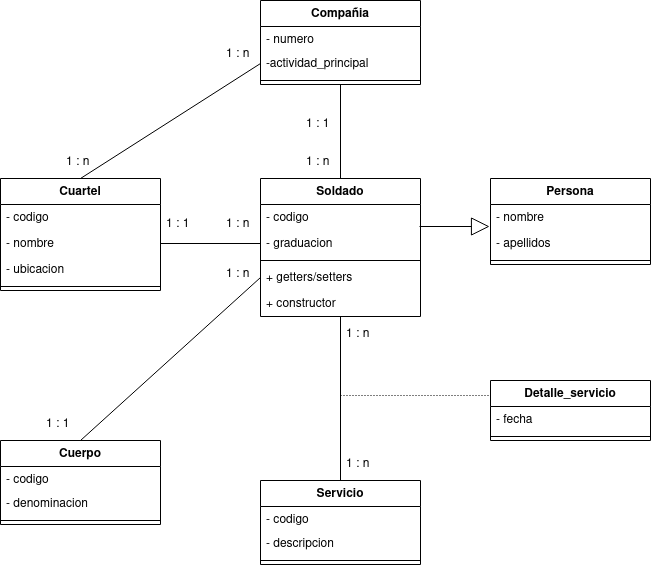 Compañia
- numero
-actividad_principal
1 : n
1 : 1
1 : n
1 : n
Cuartel
- codigo
- nombre
- ubicacion
1 : 1
1 : n
Soldado
- codigo
- graduacion
+ getters/setters
+ constructor
Persona
- nombre
- apellidos
1 : n
1 : n
1 : 1
Detalle_servicio
- fecha
Cuerpo
- codigo
- denominacion
1 : n
Servicio
- codigo
- descripcion